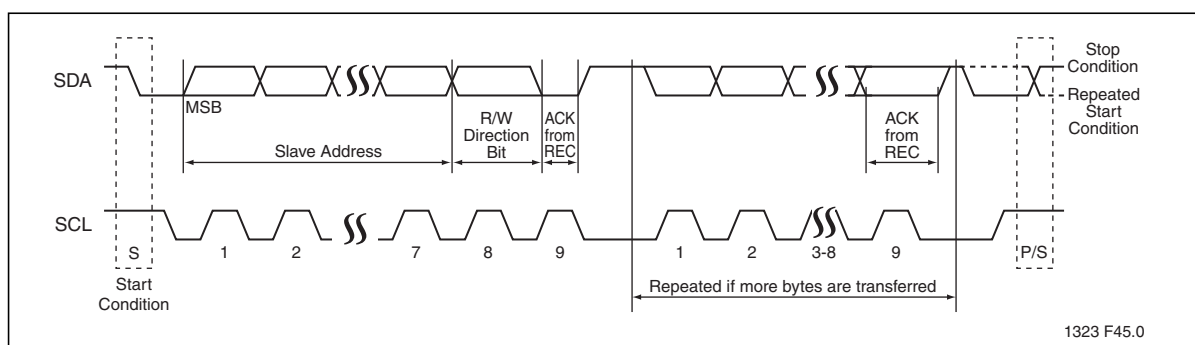 SDA
MSB
Slave Address
R/W
Direction
Bit
ACK
from
REC
ACK
from
REC
Stop
Condition
Repeated
Start
Condition
SCL
S
1
2
7
8
9
1
2
3-8
9
P/S
Start
Condition
Repeated if more bytes are transferred
1323 F45.0